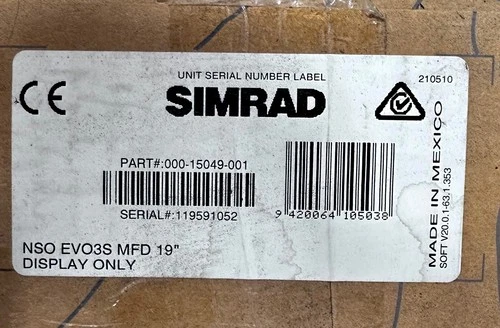 UNIT SERIAL NUMBER LABEL
210510
CE
SIMRAD
PART#:000-15049-001
SERIAL#:119591052
9 420064 105038
NSO EVO3S MFD 19"
DISPLAY ONLY
MADE IN MEXICO
SOFT V20.0.1-63.1.353